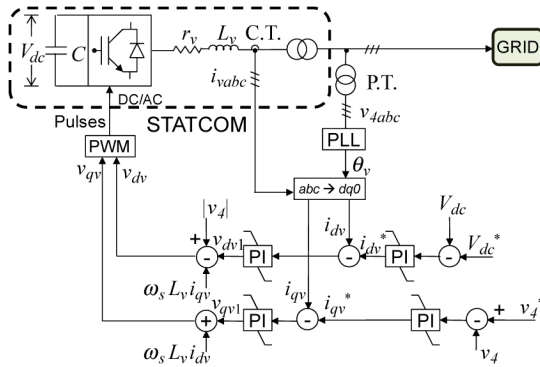 r_v L_v C.T.
V_dc C
i_vabc
GRID
P.T.
v_4abc
DC/AC
STATCOM
Pulses
PWM
PLL
θ_v
v_qv v_dv
abc → dq0
|v_4|
i_dv
V_dc
+
v_dv1 PI - i_dv* PI - V_dc*
-
ω_s L_v i_qv
i_qv
v_qv1 PI - i_qv* PI - + v_4*
+
ω_s L_v i_dv
v_4